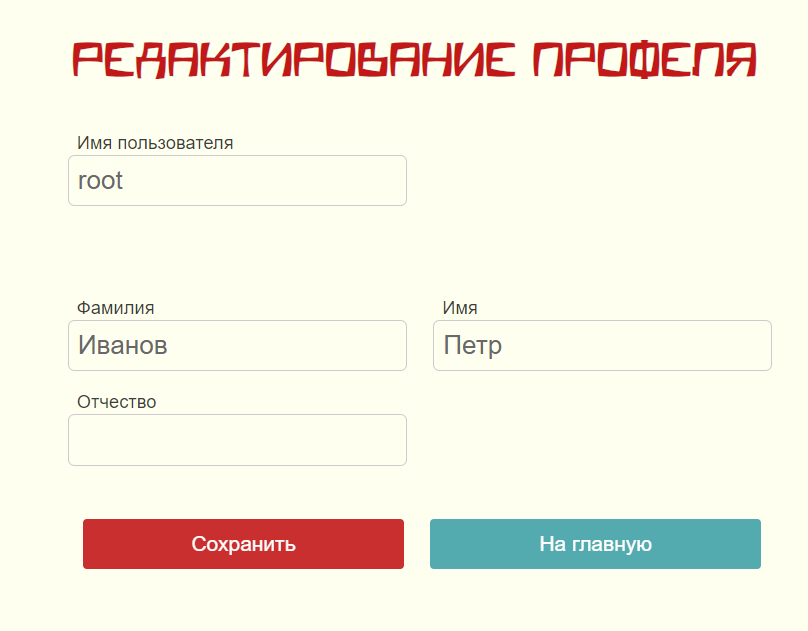 РЕДАКТИРОВАНИЕ ПРОФЕЛЯ
Имя пользователя
root
Фамилия Имя
Иванов Петр
Отчество
Сохранить На главную